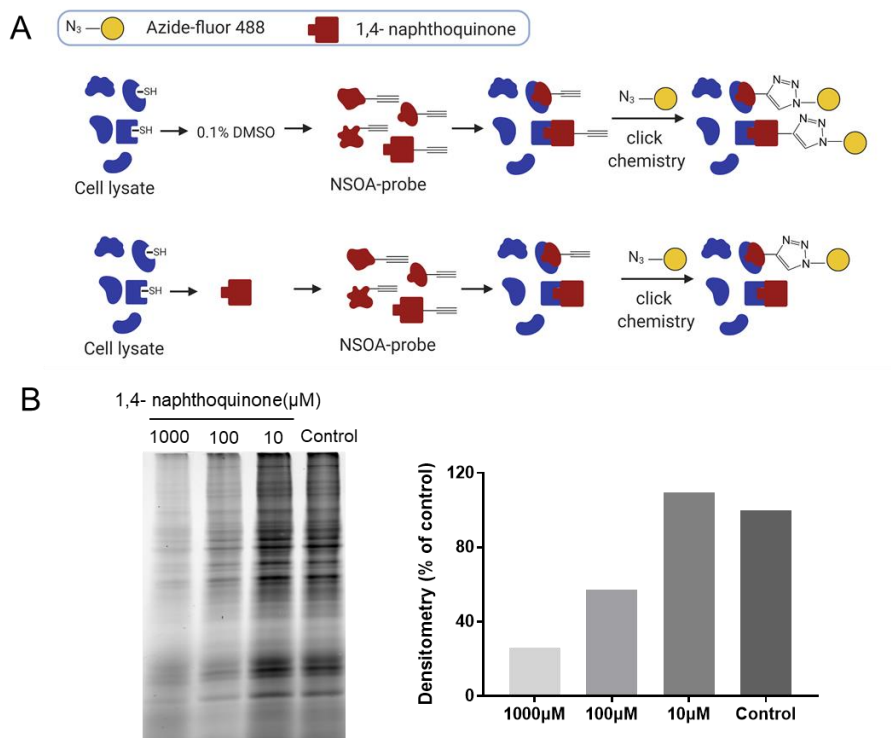 A
N₃ Azide-fluor 488 1,4- naphthoquinone
SH
SH
Cell lysate
0.1% DMSO
NSOA-probe
N₃
click
chemistry
N N
N
N N
N
SH
SH
Cell lysate
NSOA-probe
N₃
click
chemistry
N N
N
B
1,4- naphthoquinone(μM)
1000 100 10 Control
Densitometry (% of control)
120
80
40
0
1000μM 100μM 10μM Control